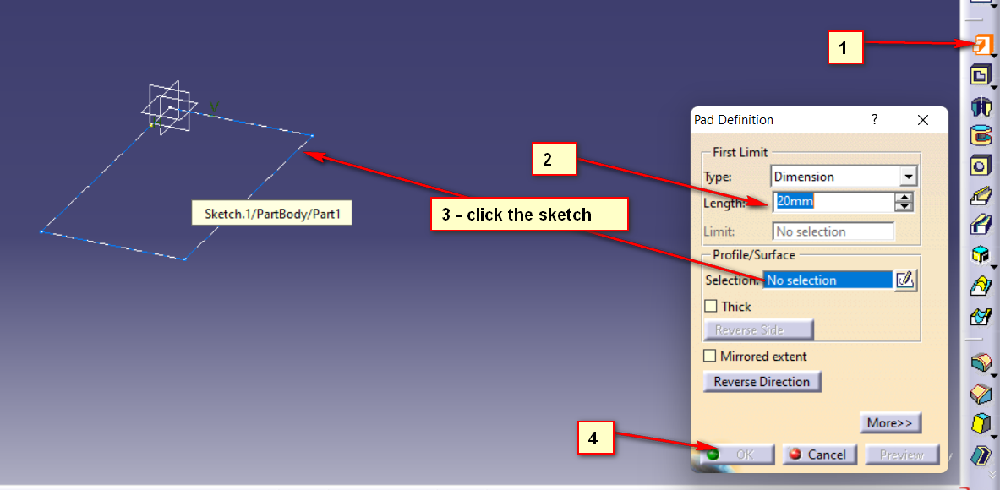 1
Pad Definition
?
First Limit
2
Type:
Dimension
Length:
20mm
3 - click the sketch
Sketch.1/PartBody/Part1
Limit:
No selection
Profile/Surface
Selection:
No selection
Thick
Reverse Side
Mirrored extent
Reverse Direction
More>>
4
OK
Cancel
Preview